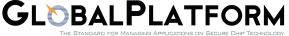 GLOBALPLATFORM
THE STANDARD FOR MANAGING APPLICATIONS ON SECURE CHIP TECHNOLOGY